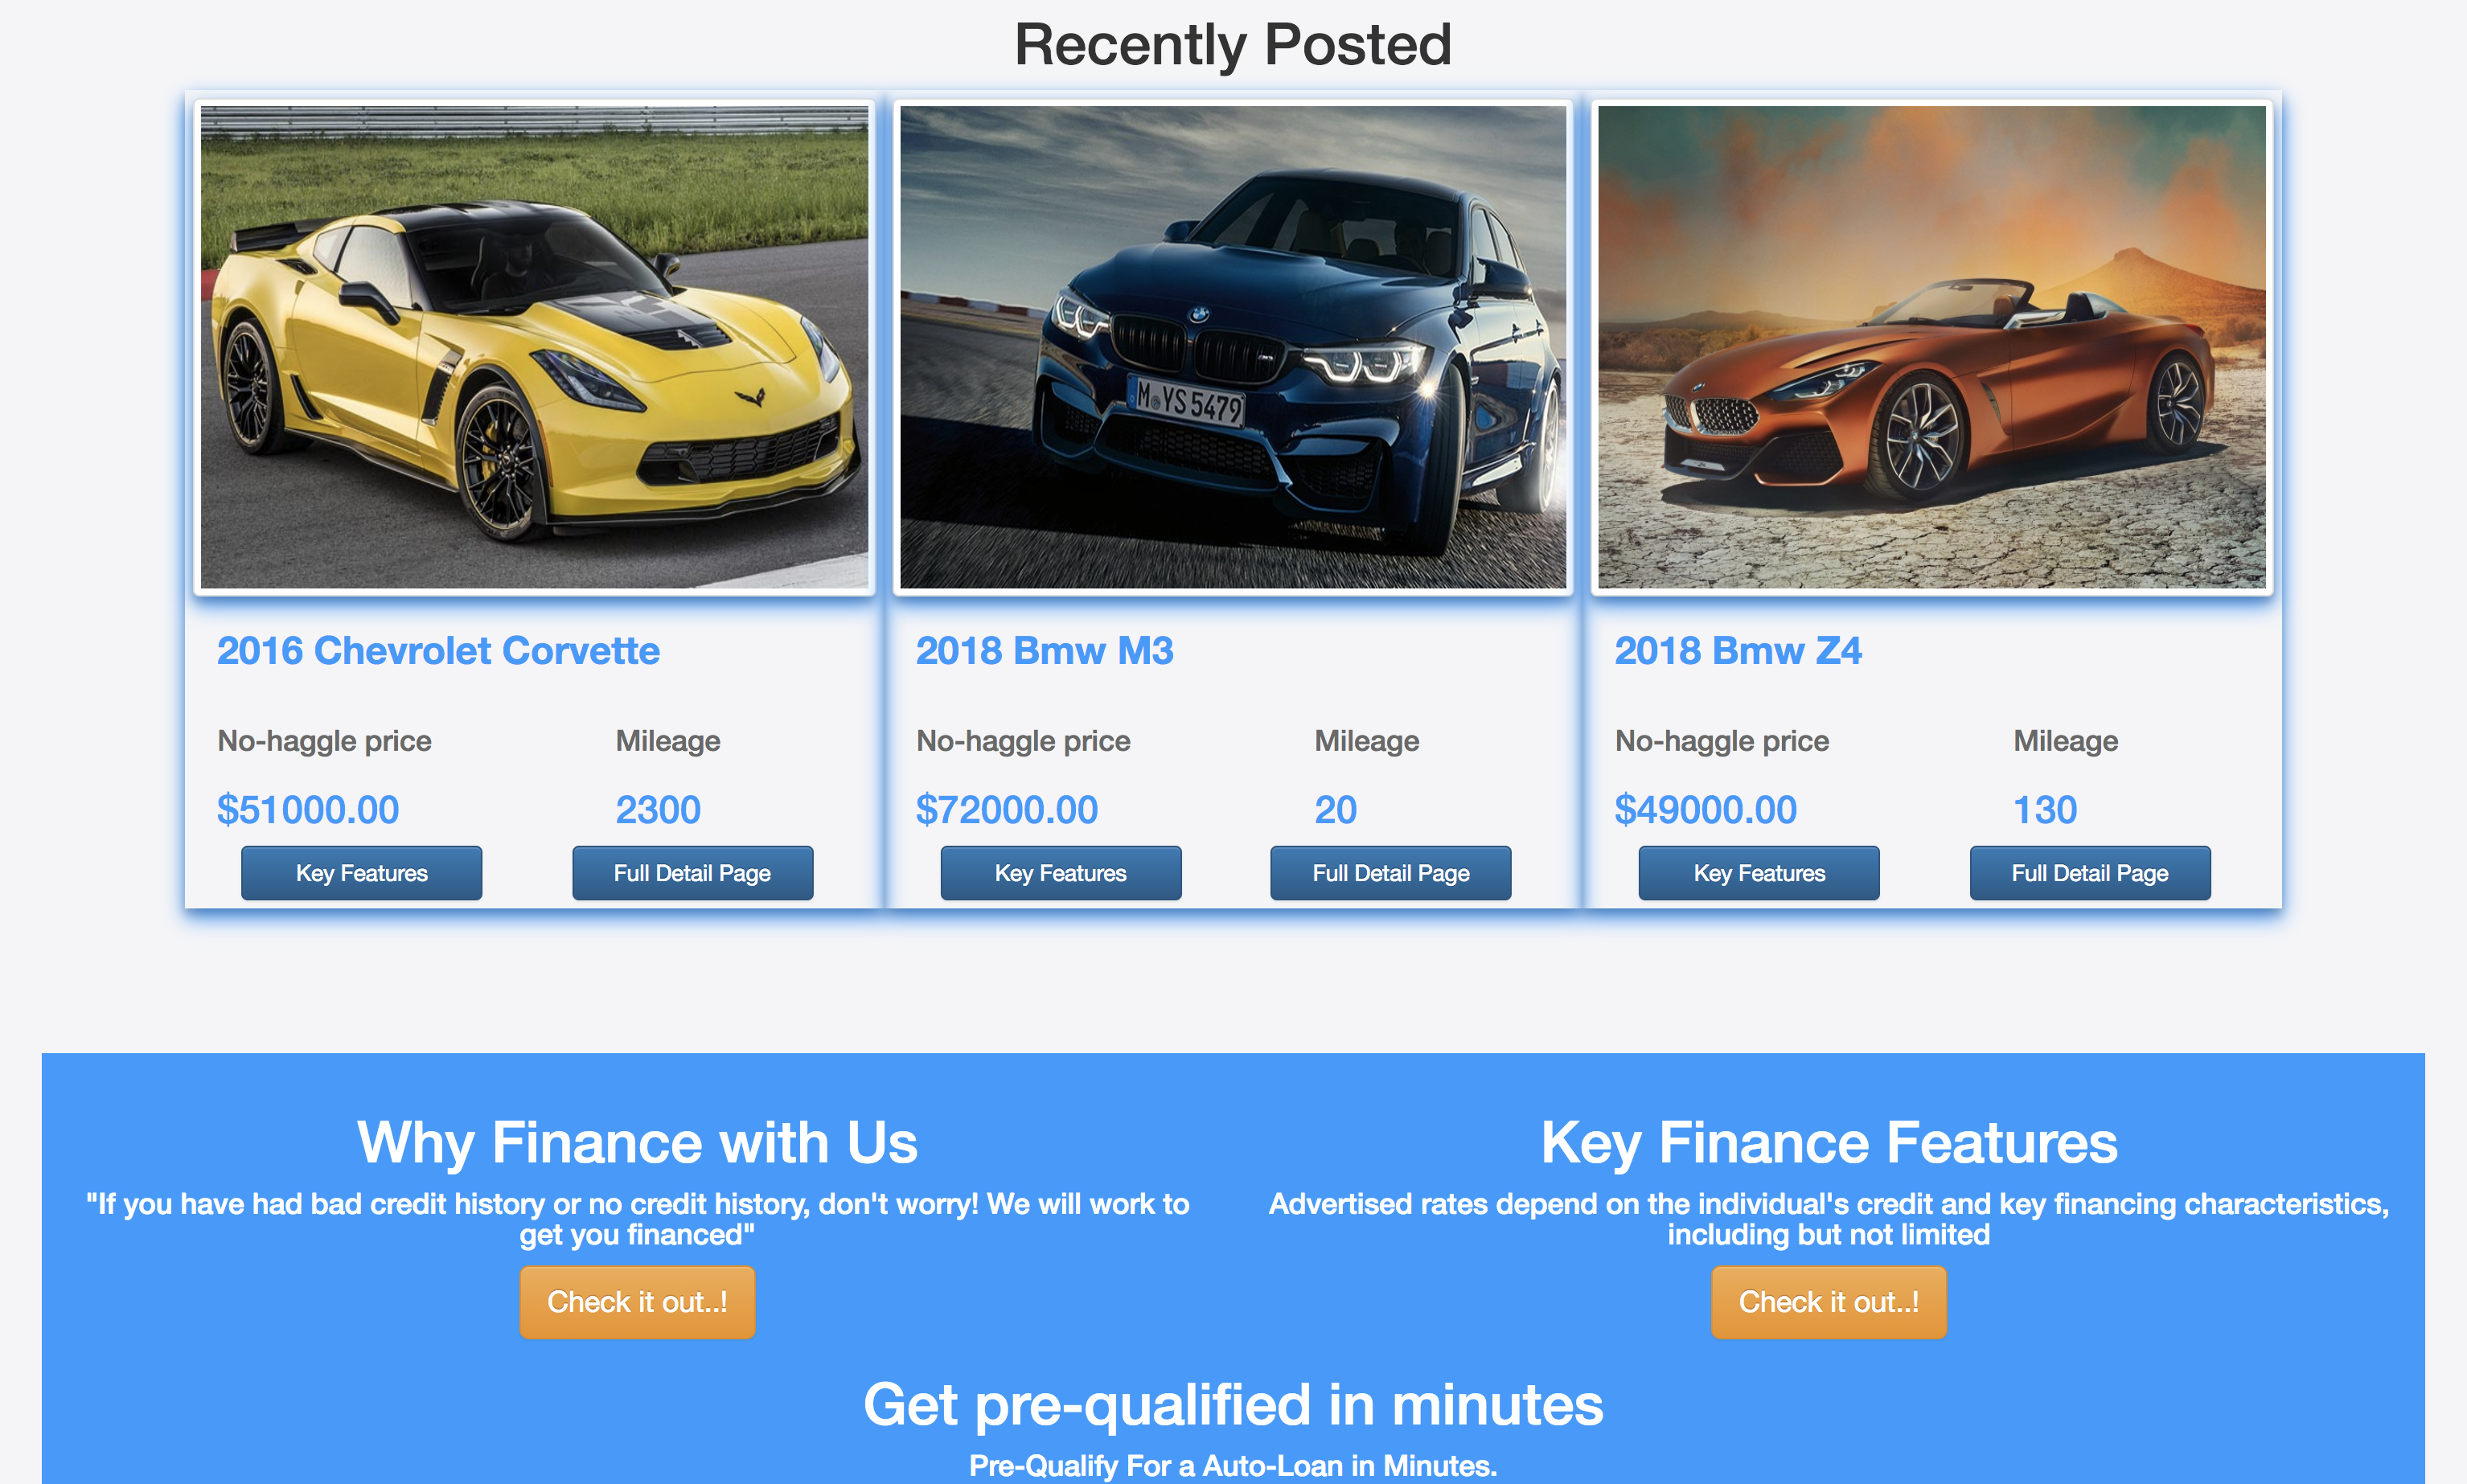 Recently Posted
M YS 5479
2016 Chevrolet Corvette
No-haggle price
Mileage
$51000.00
2300
Key Features
Full Detail Page
2018 Bmw M3
No-haggle price
Mileage
$72000.00
20
Key Features
Full Detail Page
2018 Bmw Z4
No-haggle price
Mileage
$49000.00
130
Key Features
Full Detail Page
Why Finance with Us
"If you have had bad credit history or no credit history, don't worry! We will work to
get you financed"
Check it out..!
Key Finance Features
Advertised rates depend on the individual's credit and key financing characteristics,
including but not limited
Check it out..!
Get pre-qualified in minutes
Pre-Qualify For a Auto-Loan in Minutes.